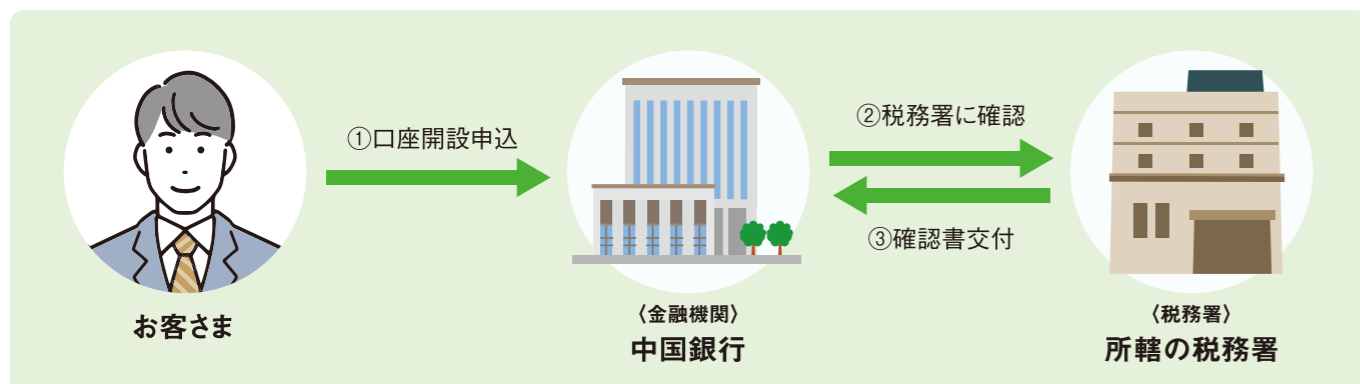 ①口座開設申込
②税務署に確認
③確認書交付
お客さま
〈金融機関〉
中国銀行
〈税務署〉
所轄の税務署